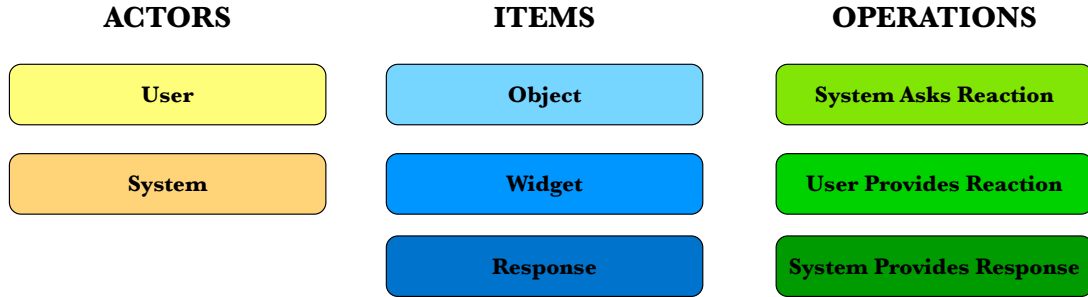 ACTORS
ITEMS
OPERATIONS
User
Object
System Asks Reaction
System
Widget
User Provides Reaction
Response
System Provides Response